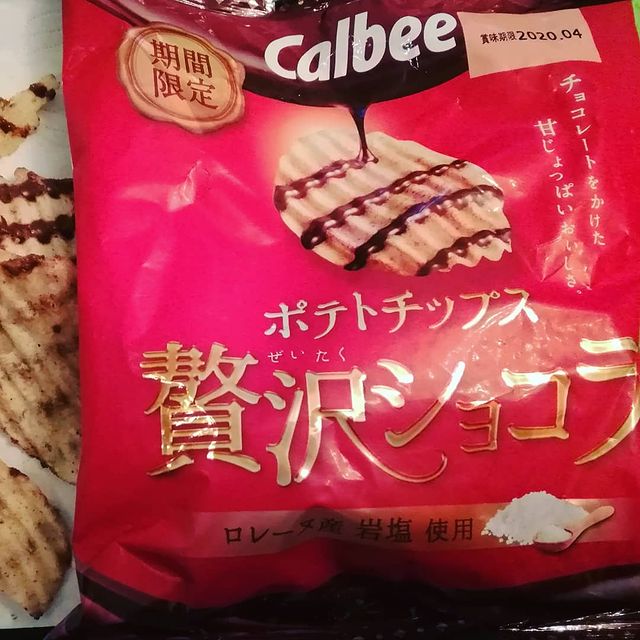 期間
限定
Calbee
賞味期限2020.04
チョコレートをかけた
甘じょっぱいおいしさ。
ポテトチップス
ぜいたく
贅沢ショコラ
ロレーヌ産 岩塩 使用